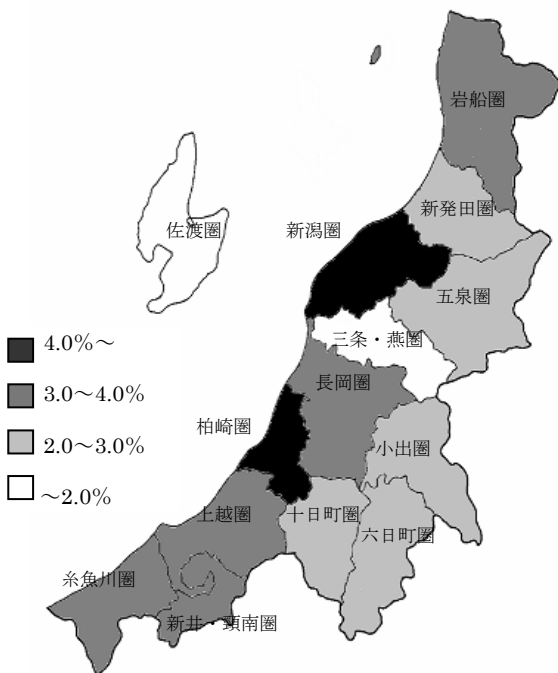 岩船圏
新発田圏
佐渡圏
新潟圏
五泉圏
三条・燕圏
4.0%～
長岡圏
3.0～4.0%
柏崎圏
小出圏
2.0～3.0%
～2.0%
上越圏
十日町圏
六日町圏
糸魚川圏
新井・頸南圏